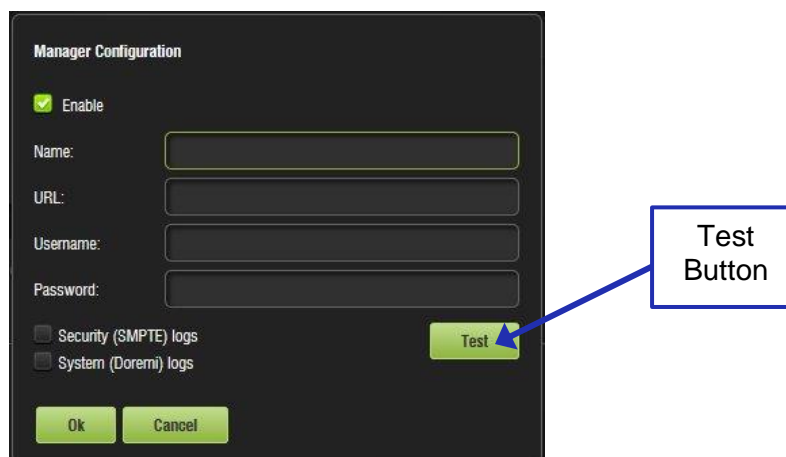 Manager Configuration
Enable
Name:
URL:
Username:
Password:
Security (SMPTE) logs
System (Doremi) logs
Test
Ok
Cancel
Test
Button